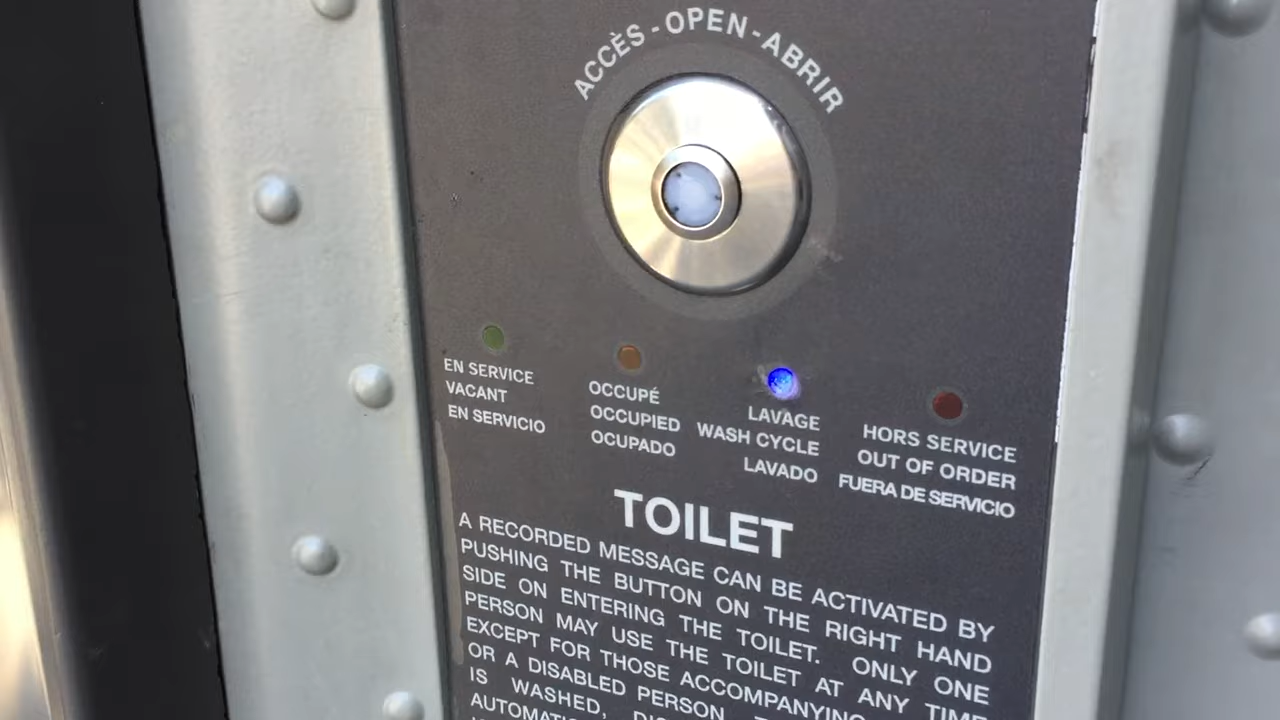 ACCÈS - OPEN - ABRIR
EN SERVICE
VACANT
EN SERVICIO
OCCUPÉ
OCCUPIED
OCUPADO
LAVAGE
WASH CYCLE
LAVADO
HORS SERVICE
OUT OF ORDER
FUERA DE SERVICIO
TOILET
A RECORDED MESSAGE CAN BE ACTIVATED BY
PUSHING THE BUTTON ON THE RIGHT HAND
SIDE ON ENTERING THE TOILET. ONLY ONE
PERSON MAY USE THE TOILET AT ANY TIME
EXCEPT FOR THOSE ACCOMPANYING
OR A DISABLED PERSON
IS WASHED,